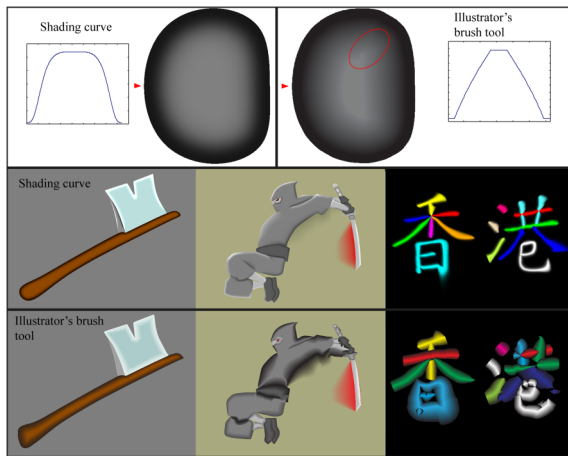 Shading curve
Illustrator's
brush tool
Shading curve
香 港
Illustrator's brush
tool
香 港